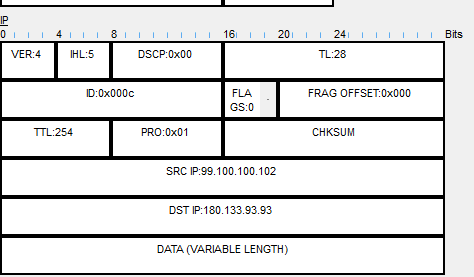 IP
0 4 8 16 20 24 Bits
VER:4 IHL:5 DSCP:0x00 TL:28
ID:0x000c FLA GS:0 . FRAG OFFSET:0x000
TTL:254 PRO:0x01 CHKSUM
SRC IP:99.100.100.102
DST IP:180.133.93.93
DATA (VARIABLE LENGTH)